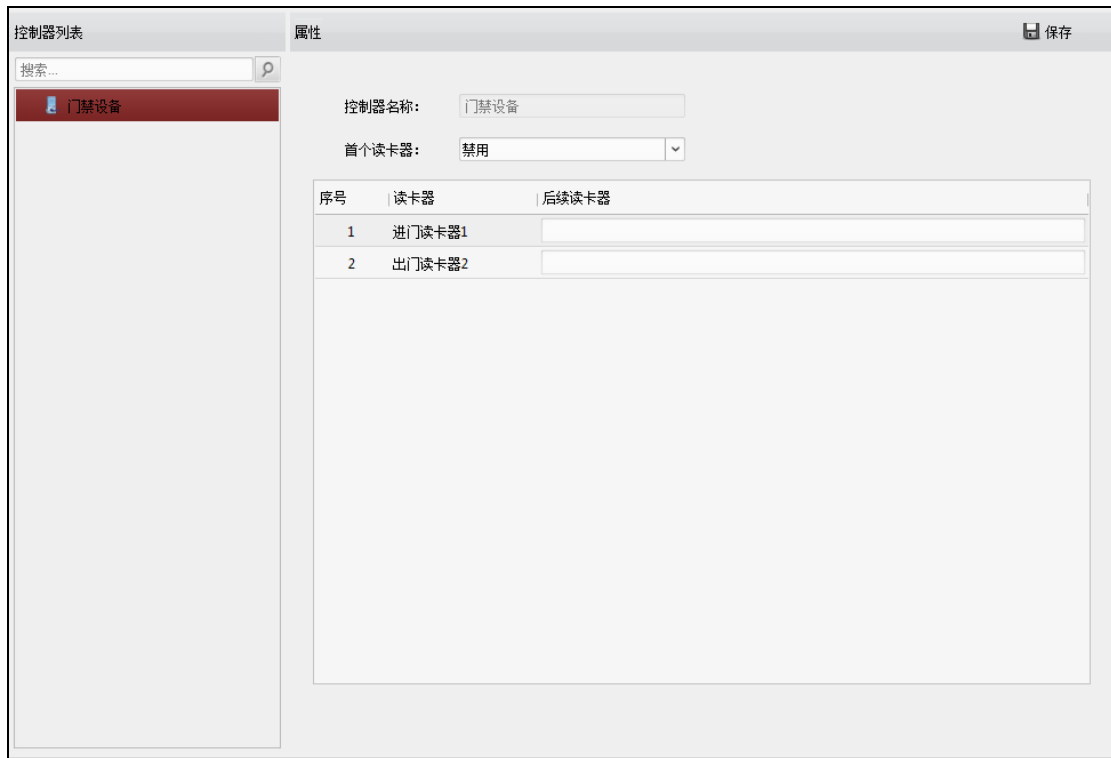 控制器列表
属性
保存
搜索...
门禁设备
控制器名称: 门禁设备
首个读卡器: 禁用
序号 读卡器 后续读卡器
1 进门读卡器1
2 出门读卡器2